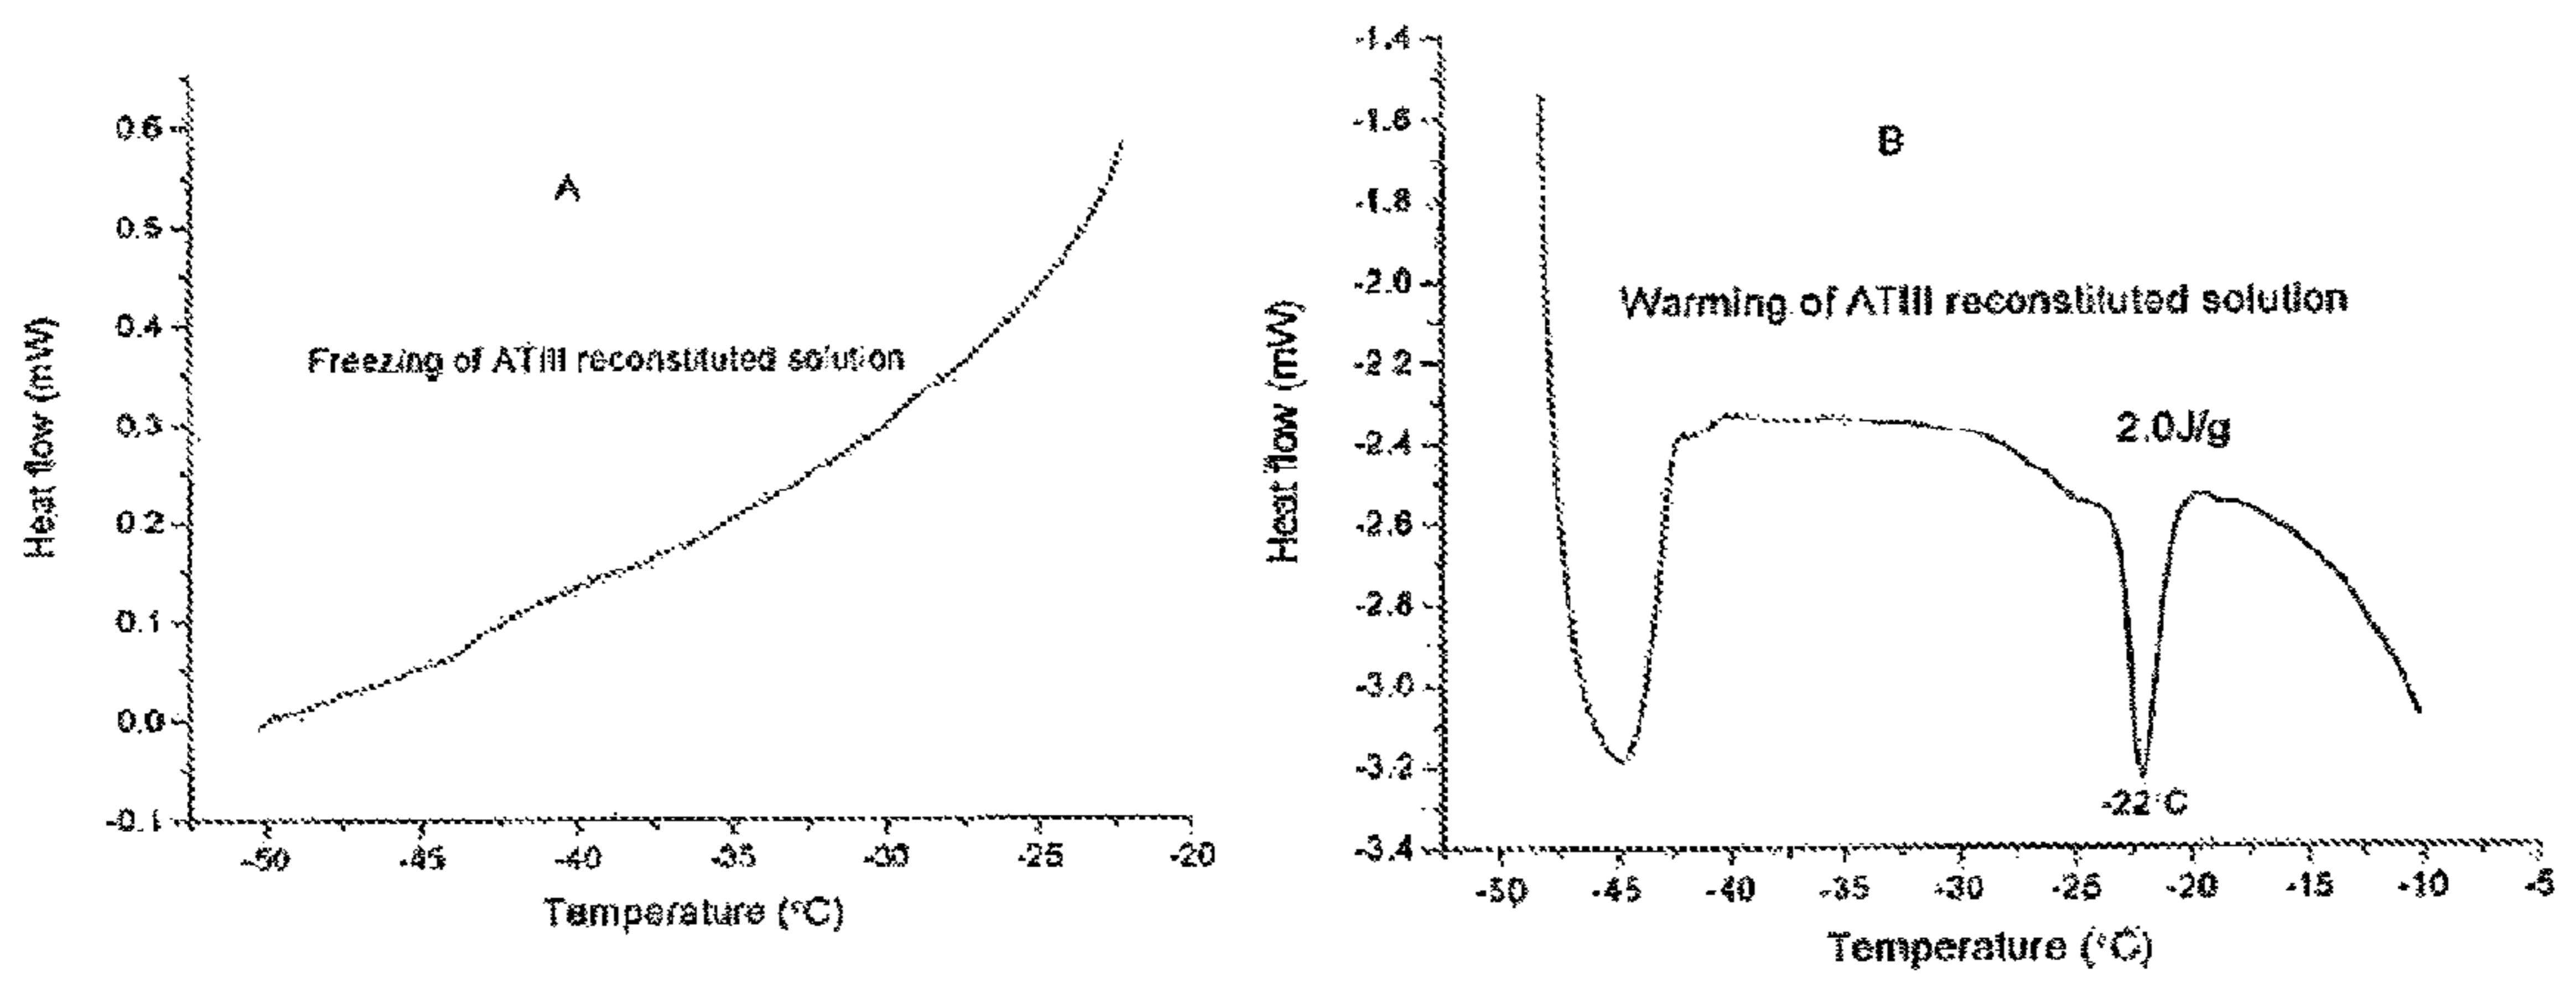 A
Freezing of ATIII reconstituted solution
Heat flow (mW)
0.6
0.5
0.4
0.3
0.2
0.1
0.0
-0.1
-50 -45 -40 -35 -30 -25 -20
Temperature (°C)
B
Warming of ATIII reconstituted solution
2.0J/g
-22°C
Heat flow (mW)
-1.4
-1.6
-1.8
-2.0
-2.2
-2.4
-2.6
-2.8
-3.0
-3.2
-3.4
-50 -45 -40 -35 -30 -25 -20 -15 -10 -5
Temperature (°C)